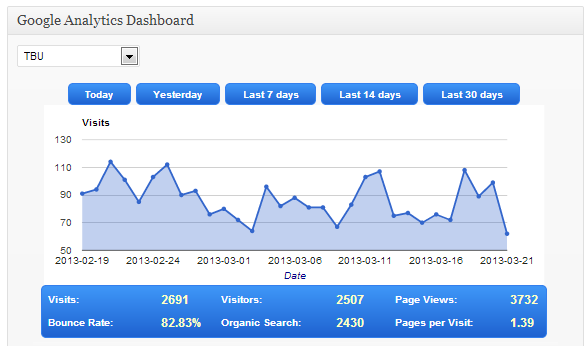 Google Analytics Dashboard
TBU
Today Yesterday Last 7 days Last 14 days Last 30 days
Visits
130
110
90
70
50
2013-02-19 2013-02-24 2013-03-01 2013-03-06 2013-03-11 2013-03-16 2013-03-21
Date
Visits: 2691 Visitors: 2507 Page Views: 3732
Bounce Rate: 82.83% Organic Search: 2430 Pages per Visit: 1.39